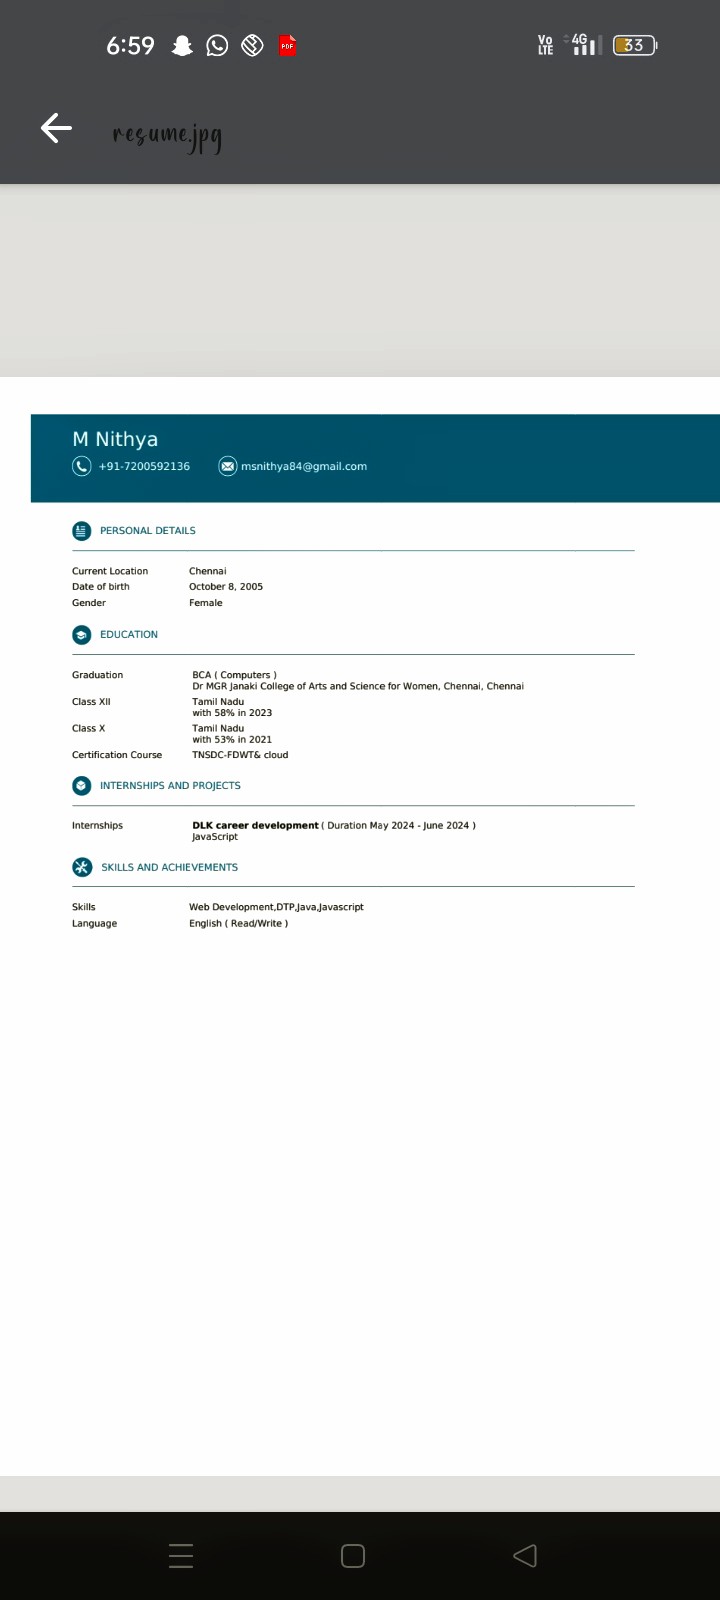 6:59
PDF
Vo LTE 4G 33
resume.jpg
M Nithya
+91-7200592136 msnithya84@gmail.com
PERSONAL DETAILS
Current Location Chennai
Date of birth October 8, 2005
Gender Female
EDUCATION
Graduation BCA ( Computers )
Dr MGR Janaki College of Arts and Science for Women, Chennai, Chennai
Class XII Tamil Nadu
with 58% in 2023
Class X Tamil Nadu
with 53% in 2021
Certification Course TNSDC-FDWT& cloud
INTERNSHIPS AND PROJECTS
Internships DLK career development ( Duration May 2024 - June 2024 )
JavaScript
SKILLS AND ACHIEVEMENTS
Skills Web Development,DTP,Java,Javascript
Language English ( Read/Write )